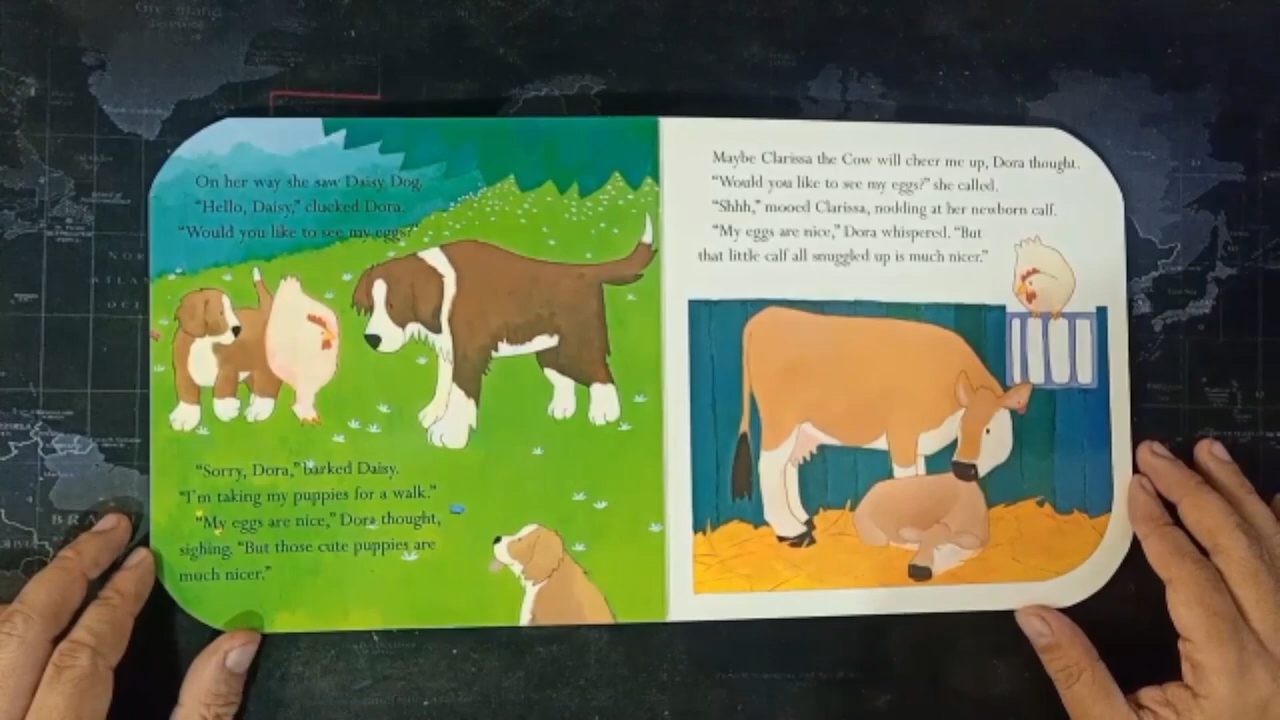 On her way she saw Daisy Dog.
“Hello, Daisy,” clucked Dora.
“Would you like to see my eggs?”
“Sorry, Dora,” barked Daisy.
“I’m taking my puppies for a walk.”
“My eggs are nice,” Dora thought,
sighing. “But those cute puppies are
much nicer.”
Maybe Clarissa the Cow will cheer me up, Dora thought.
“Would you like to see my eggs?” she called.
“Shhh,” mooed Clarissa, nodding at her newborn calf.
“My eggs are nice,” Dora whispered. “But
that little calf all snuggled up is much nicer.”